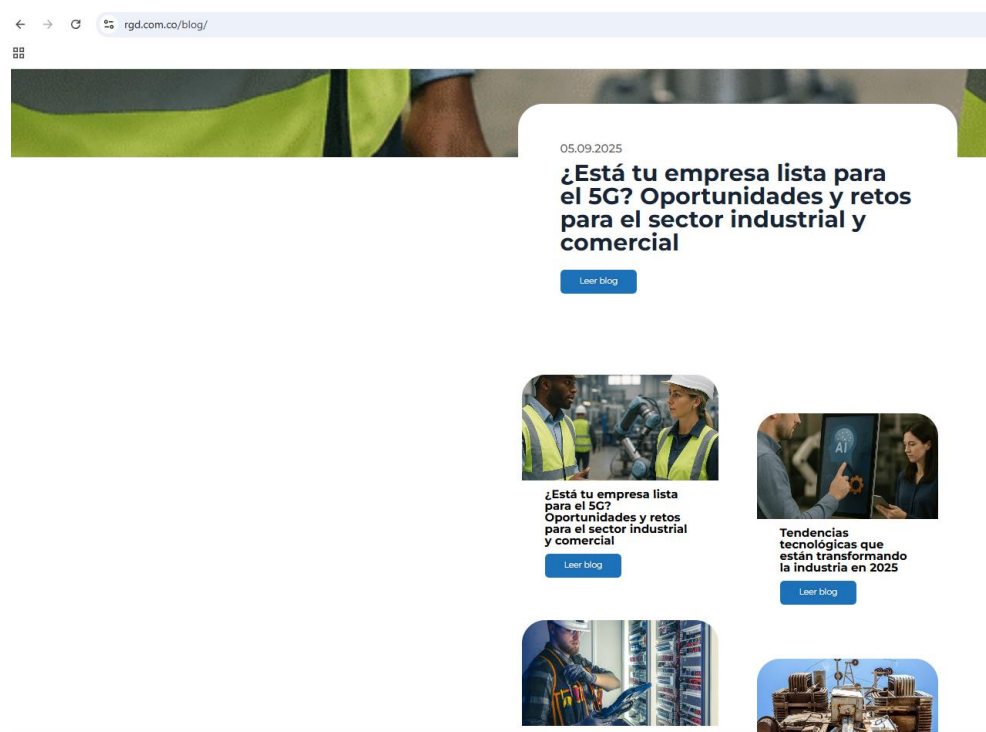 rgd.com.co/blog/
05.09.2025
¿Está tu empresa lista para
el 5G? Oportunidades y retos
para el sector industrial y
comercial
Leer blog
¿Está tu empresa lista
para el 5G?
Oportunidades y retos
para el sector industrial
y comercial
Leer blog
AI
Tendencias
tecnológicas que
están transformando
la industria en 2025
Leer blog